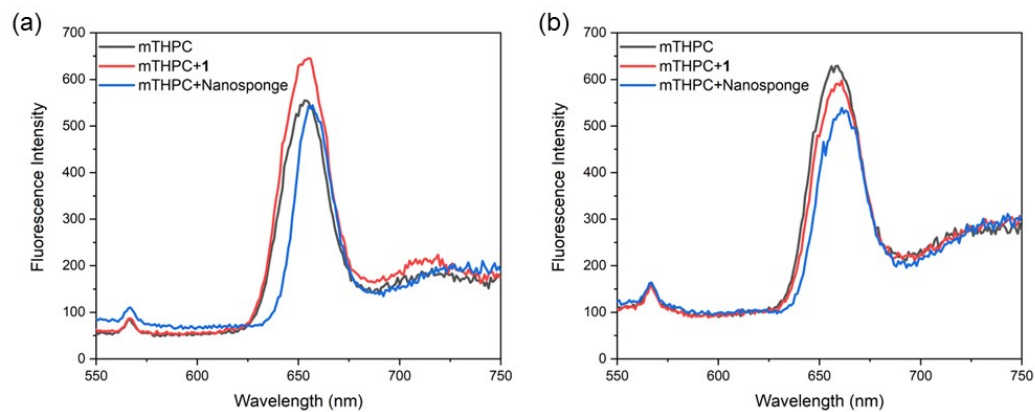 (a)
700
600
500
400
300
200
100
0
Fluorescence Intensity
mTHPC
mTHPC+1
mTHPC+Nanosponge
550 600 650 700 750
Wavelength (nm)
(b)
700
600
500
400
300
200
100
0
Fluorescence Intensity
mTHPC
mTHPC+1
mTHPC+Nanosponge
550 600 650 700 750
Wavelength (nm)